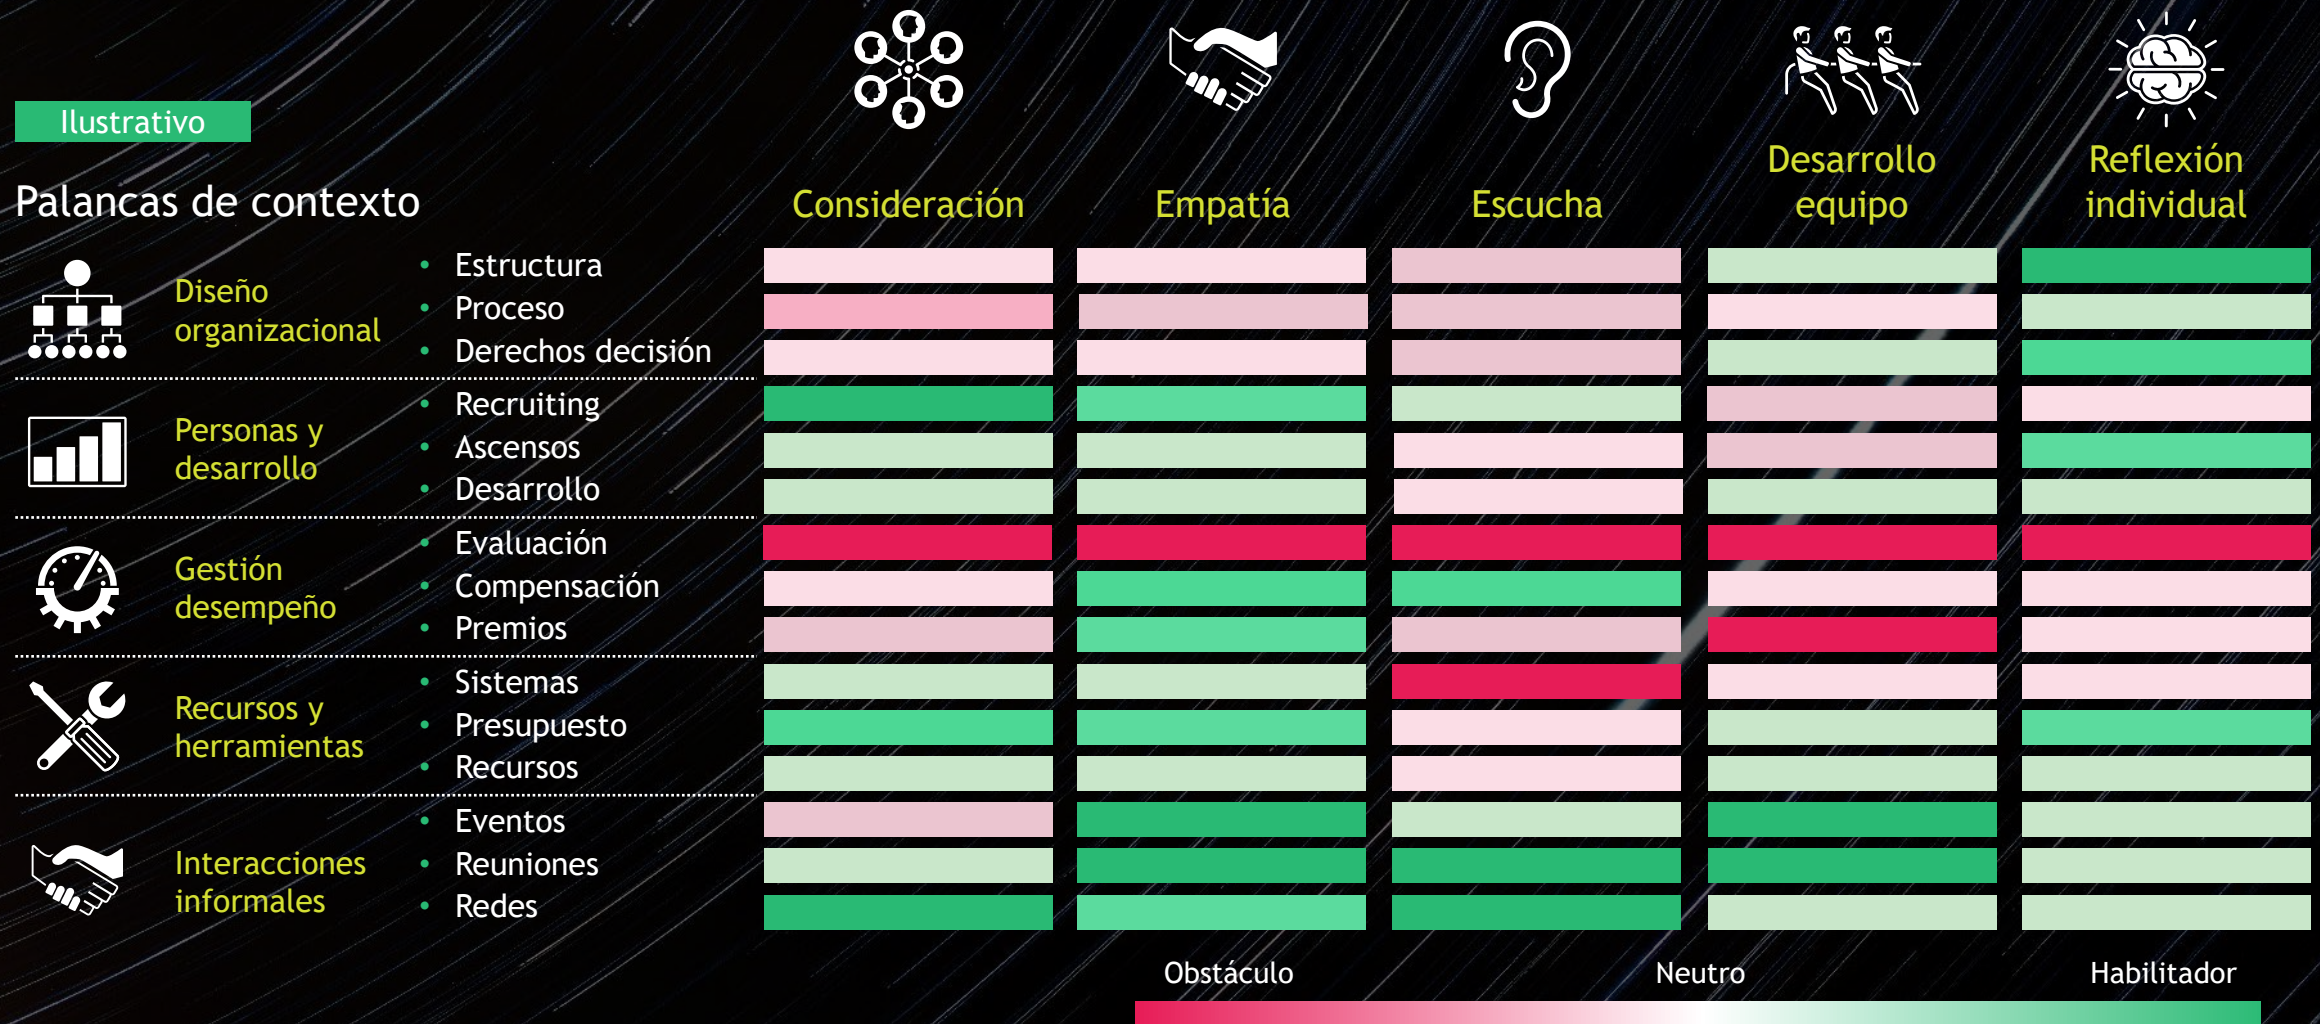 Ilustrativo
Palancas de contexto
Consideración
Empatía
Escucha
Desarrollo
equipo
Reflexión
individual
Diseño
organizacional
• Estructura
• Proceso
• Derechos decisión
Personas y
desarrollo
• Recruiting
• Ascensos
• Desarrollo
Gestión
desempeño
• Evaluación
• Compensación
• Premios
Recursos y
herramientas
• Sistemas
• Presupuesto
• Recursos
Interacciones
informales
• Eventos
• Reuniones
• Redes
Obstáculo
Neutro
Habilitador